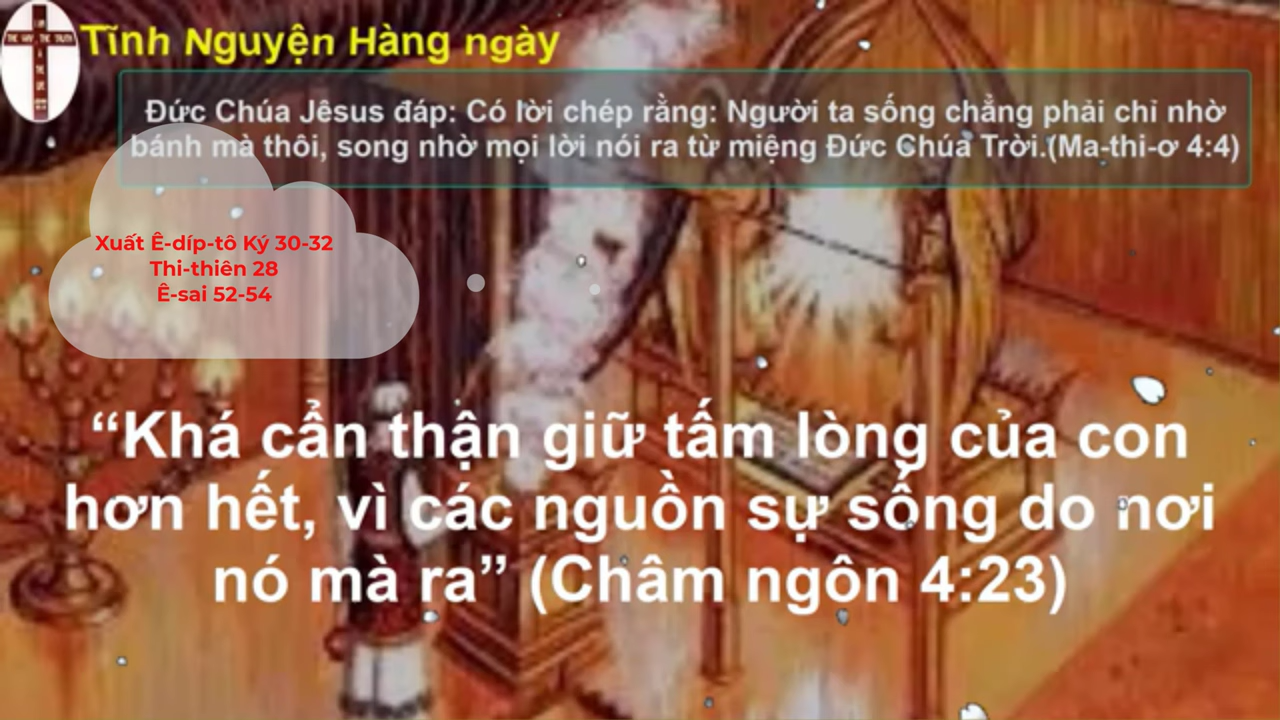 Tĩnh Nguyện Hàng ngày
Đức Chúa Jêsus đáp: Có lời chép rằng: Người ta sống chẳng phải chỉ nhờ
bánh mà thôi, song nhờ mọi lời nói ra từ miệng Đức Chúa Trời.(Ma-thi-ơ 4:4)
Xuất Ê-díp-tô Ký 30-32
Thi-thiên 28
Ê-sai 52-54
“Khá cẩn thận giữ tấm lòng của con
hơn hết, vì các nguồn sự sống do nơi
nó mà ra” (Châm ngôn 4:23)